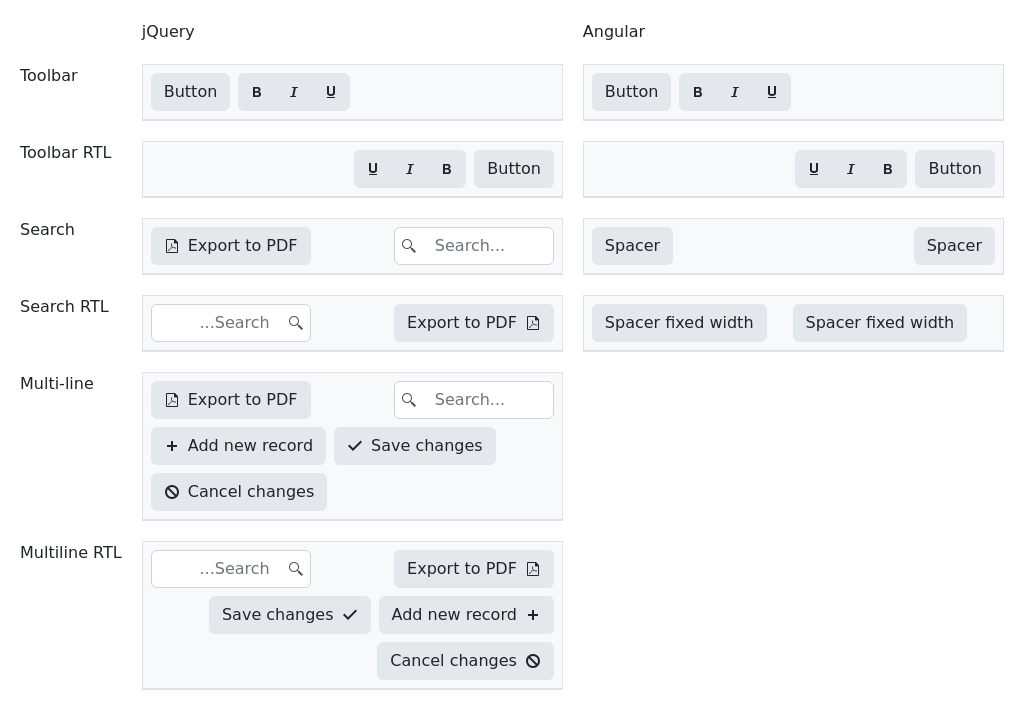 jQuery Angular
Toolbar Button B I U Button B I U
Toolbar RTL U I B Button U I B Button
Search Export to PDF Search... Spacer Spacer
Search RTL ...Search Export to PDF Spacer fixed width Spacer fixed width
Multi-line Export to PDF Search...
Add new record Save changes
Cancel changes
Multiline RTL ...Search Export to PDF
Save changes Add new record
Cancel changes